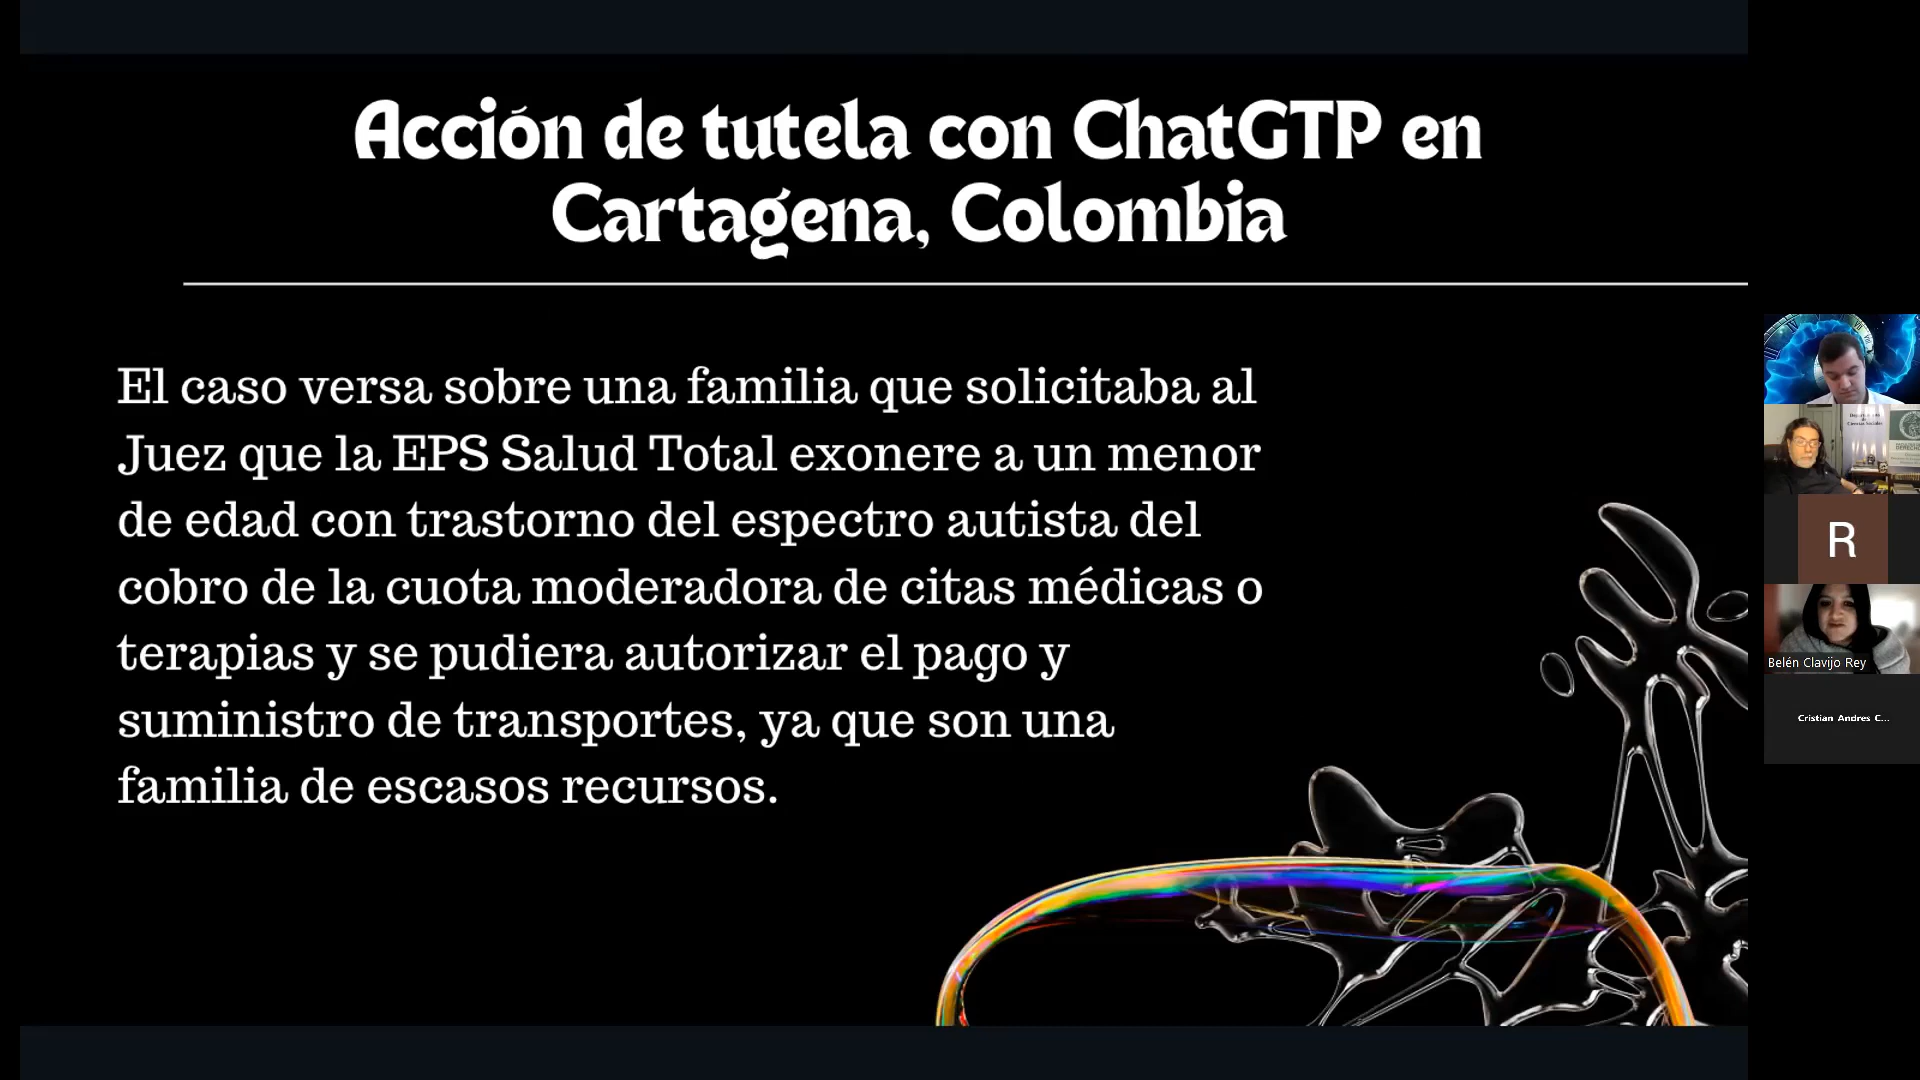 Acción de tutela con ChatGTP en
Cartagena, Colombia
El caso versa sobre una familia que solicitaba al
Juez que la EPS Salud Total exonere a un menor
de edad con trastorno del espectro autista del
cobro de la cuota moderadora de citas médicas o
terapias y se pudiera autorizar el pago y
suministro de transportes, ya que son una
familia de escasos recursos.
R
Belén Clavijo Rey
Cristian Andres C...